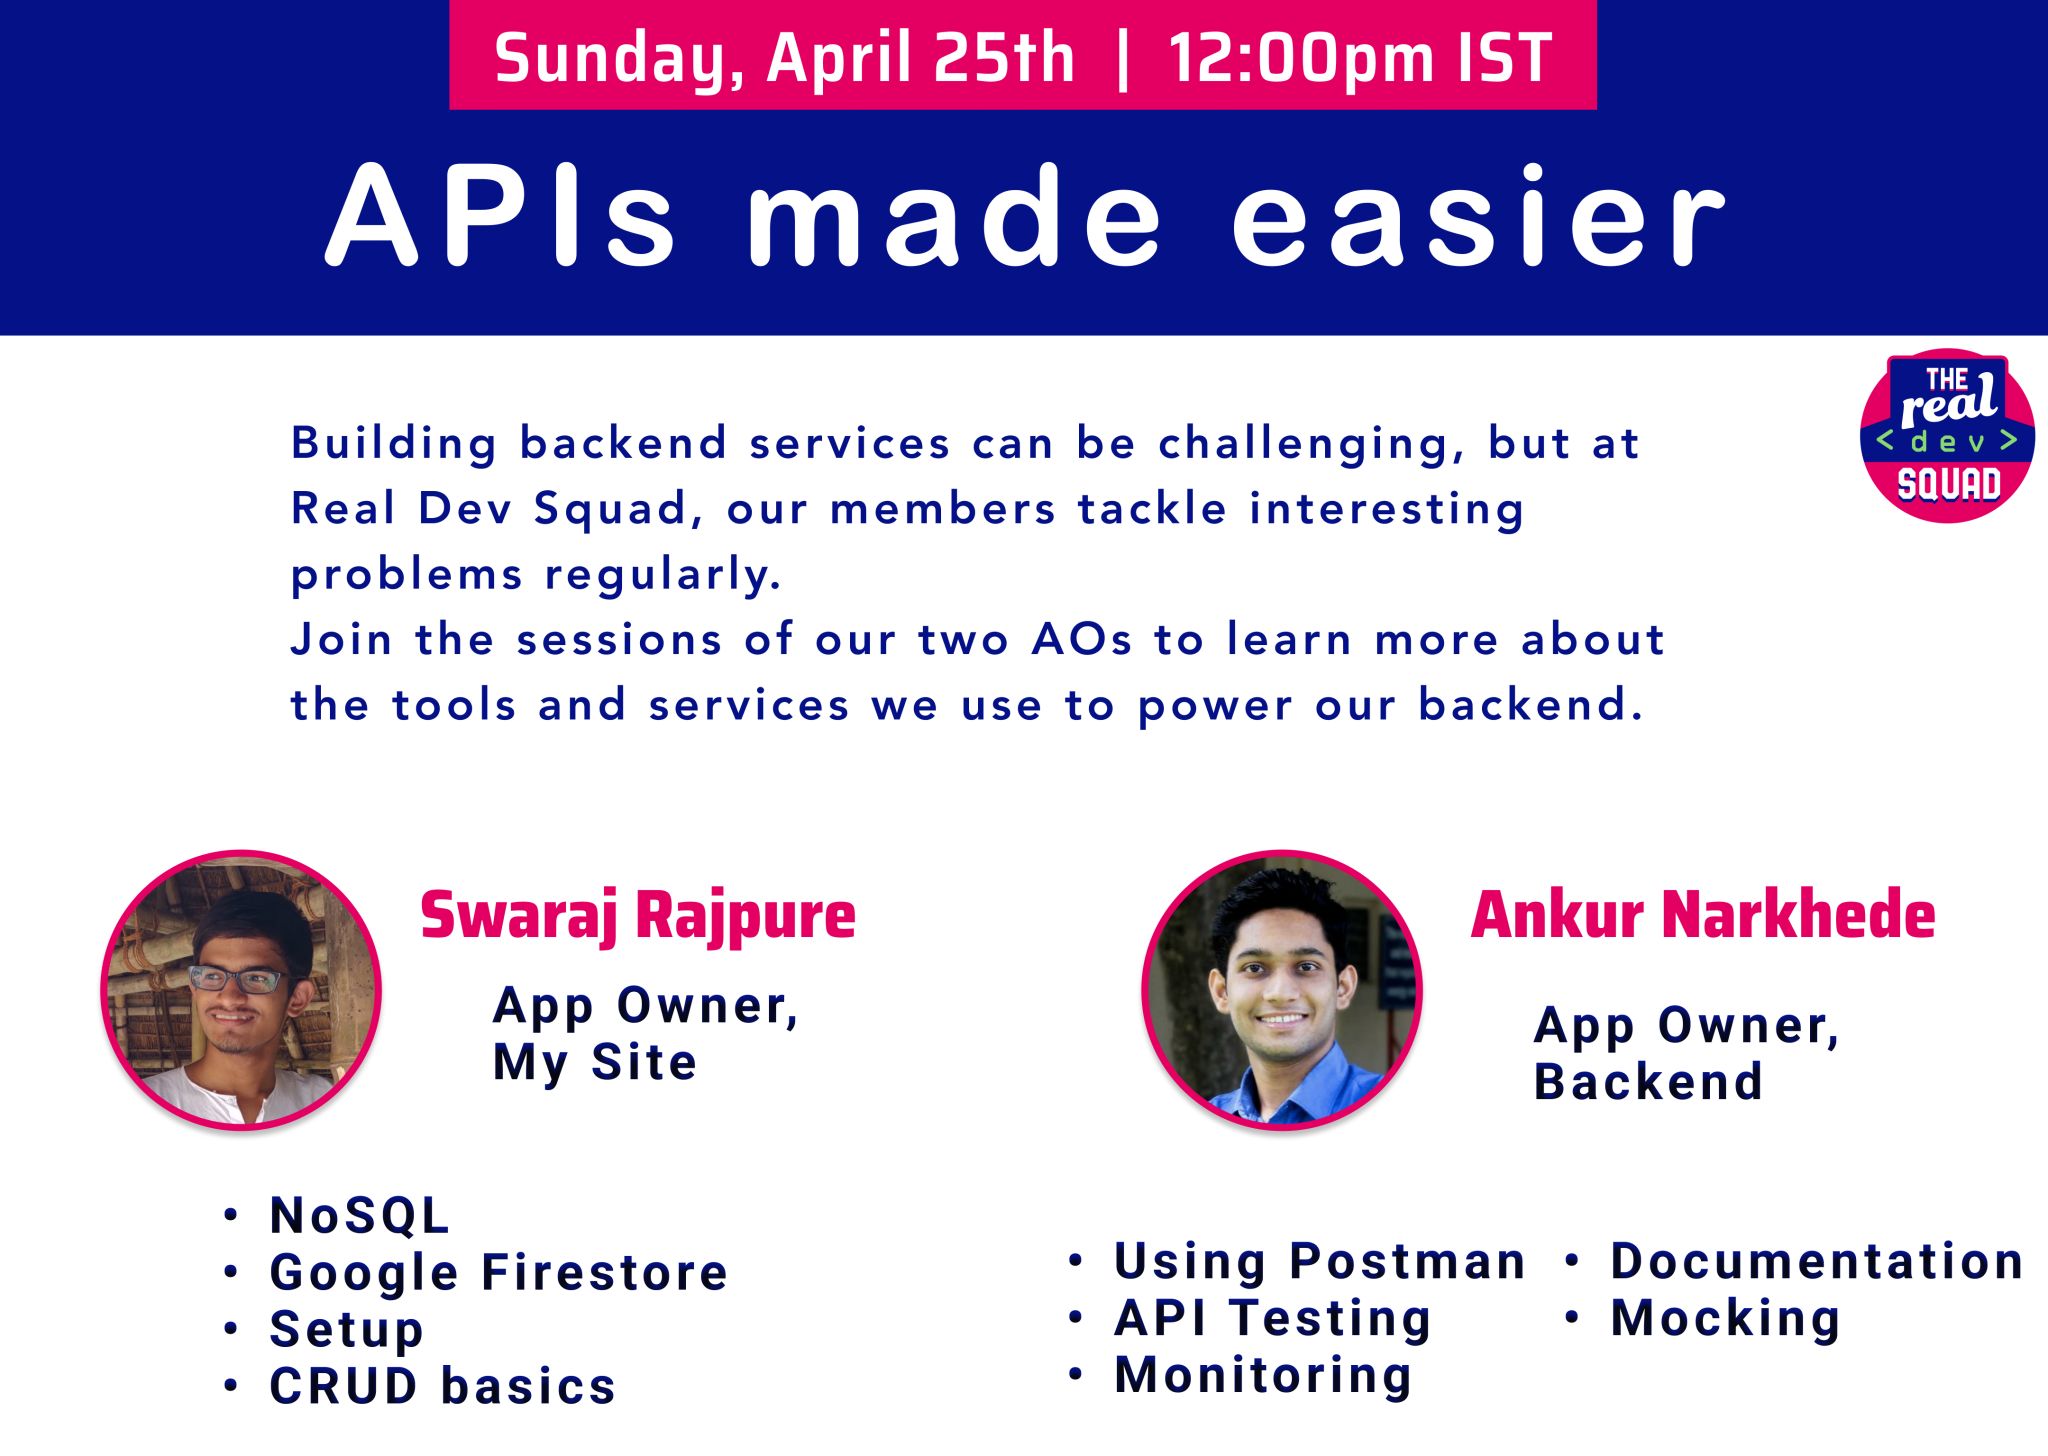 Sunday, April 25th | 12:00pm IST
APIs made easier
THE
real
< dev >
SQUAD
Building backend services can be challenging, but at
Real Dev Squad, our members tackle interesting
problems regularly.
Join the sessions of our two AOs to learn more about
the tools and services we use to power our backend.
Swaraj Rajpure
App Owner,
My Site
• NoSQL
• Google Firestore
• Setup
• CRUD basics
Ankur Narkhede
App Owner,
Backend
• Using Postman
• API Testing
• Monitoring
• Documentation
• Mocking